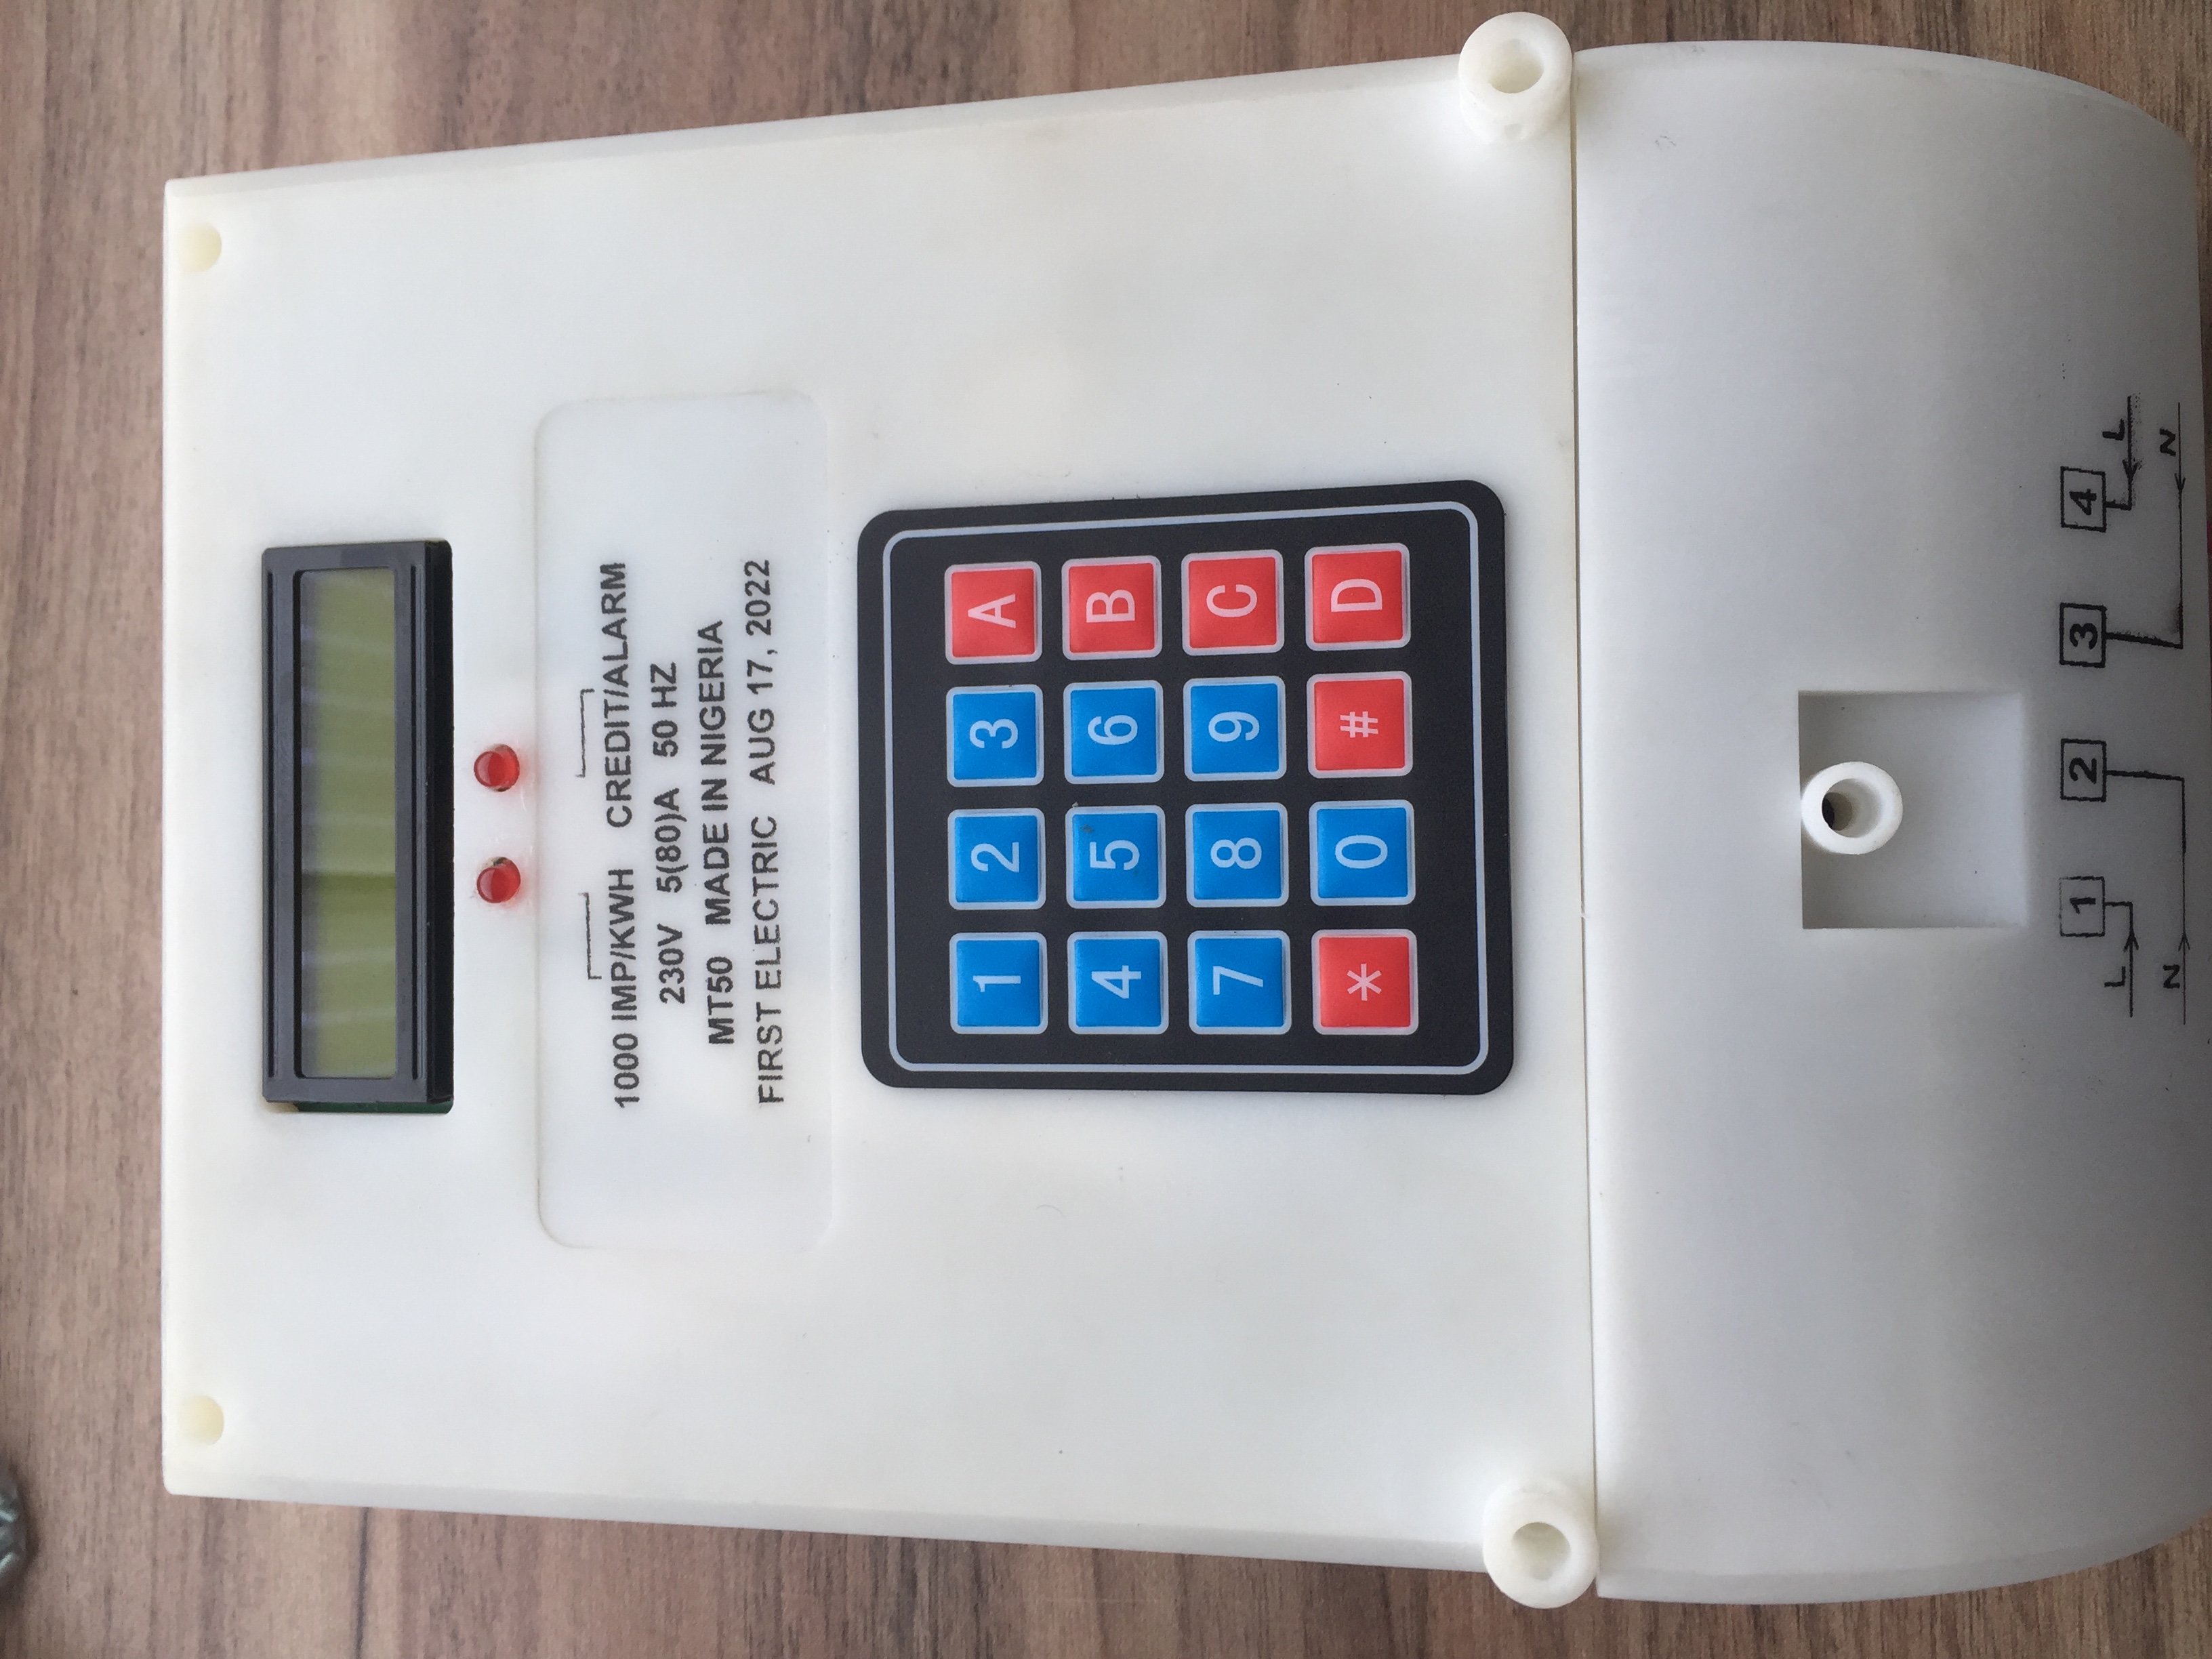 1000 IMP/KWH CREDIT/ALARM
230V 5(80)A 50 HZ
MT50 MADE IN NIGERIA
FIRST ELECTRIC AUG 17, 2022
1 2 3 A
4 5 6 B
7 8 9 C
* 0 # D
1 2 3 4
L L
N N